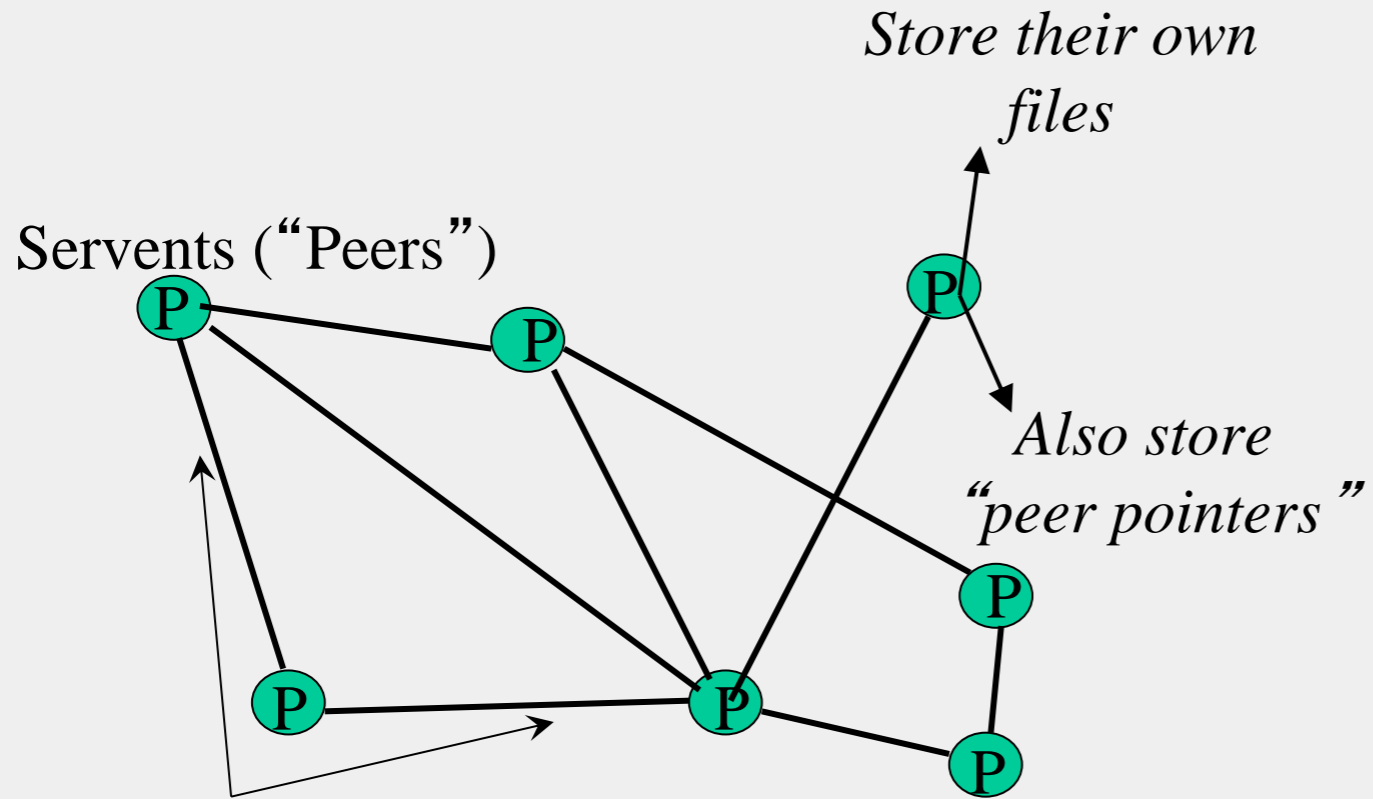 Store their own
files
Servents (“Peers”)
P
P
P
Also store
“peer pointers”
P
P
P
P